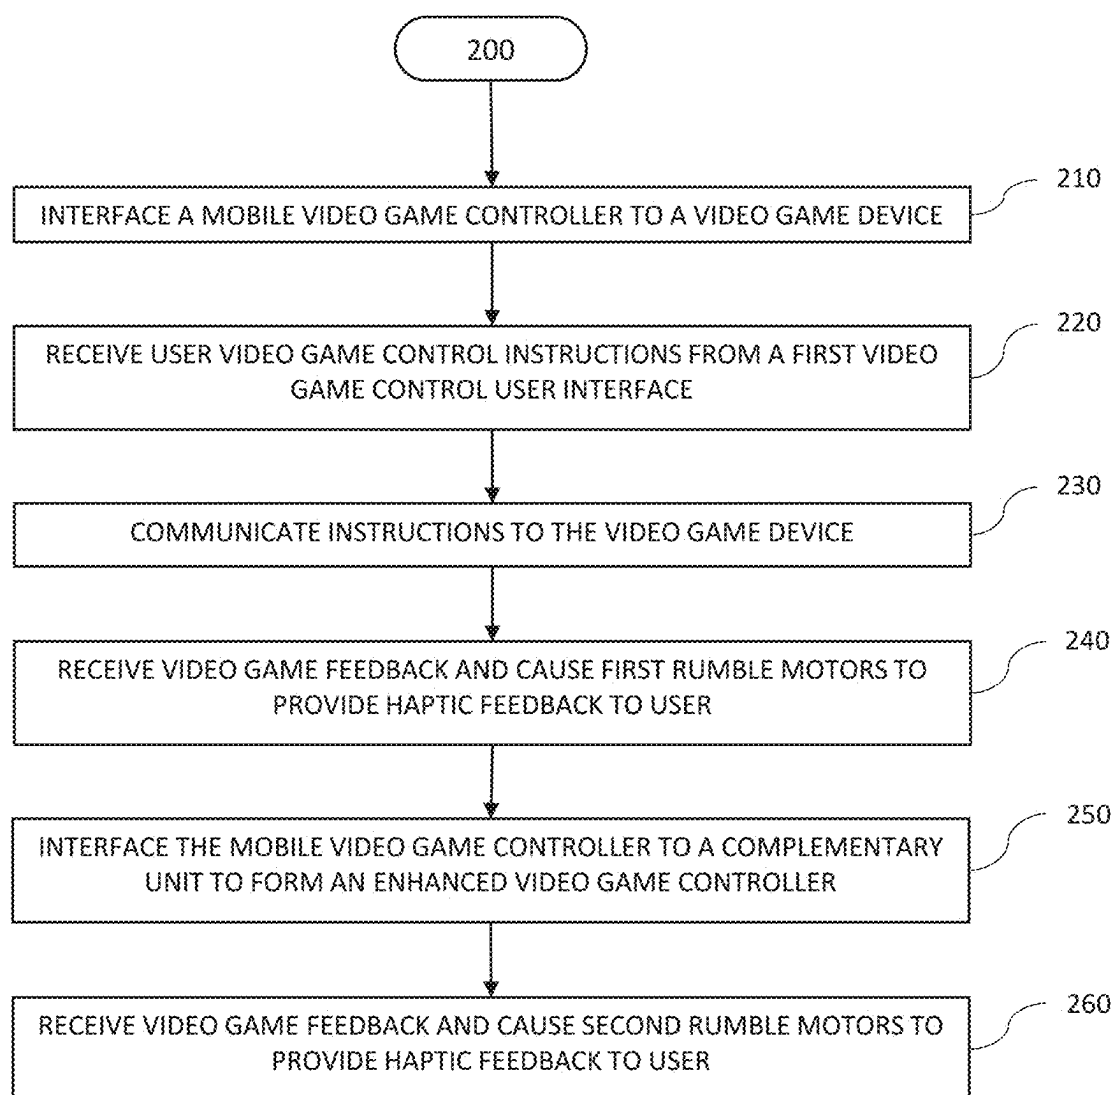 200
210
INTERFACE A MOBILE VIDEO GAME CONTROLLER TO A VIDEO GAME DEVICE
220
RECEIVE USER VIDEO GAME CONTROL INSTRUCTIONS FROM A FIRST VIDEO
GAME CONTROL USER INTERFACE
230
COMMUNICATE INSTRUCTIONS TO THE VIDEO GAME DEVICE
240
RECEIVE VIDEO GAME FEEDBACK AND CAUSE FIRST RUMBLE MOTORS TO
PROVIDE HAPTIC FEEDBACK TO USER
250
INTERFACE THE MOBILE VIDEO GAME CONTROLLER TO A COMPLEMENTARY
UNIT TO FORM AN ENHANCED VIDEO GAME CONTROLLER
260
RECEIVE VIDEO GAME FEEDBACK AND CAUSE SECOND RUMBLE MOTORS TO
PROVIDE HAPTIC FEEDBACK TO USER